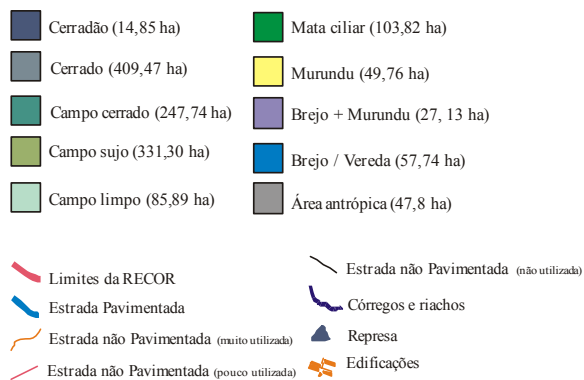 Cerradão (14,85 ha)
Cerrado (409,47 ha)
Campo cerrado (247,74 ha)
Campo sujo (331,30 ha)
Campo limpo (85,89 ha)
Mata ciliar (103,82 ha)
Murundu (49,76 ha)
Brejo + Murundu (27, 13 ha)
Brejo / Vereda (57,74 ha)
Área antrópica (47,8 ha)
Limites da RECOR
Estrada Pavimentada
Estrada não Pavimentada (muito utilizada)
Estrada não Pavimentada (pouco utilizada)
Estrada não Pavimentada (não utilizada)
Córregos e riachos
Represa
Edificações